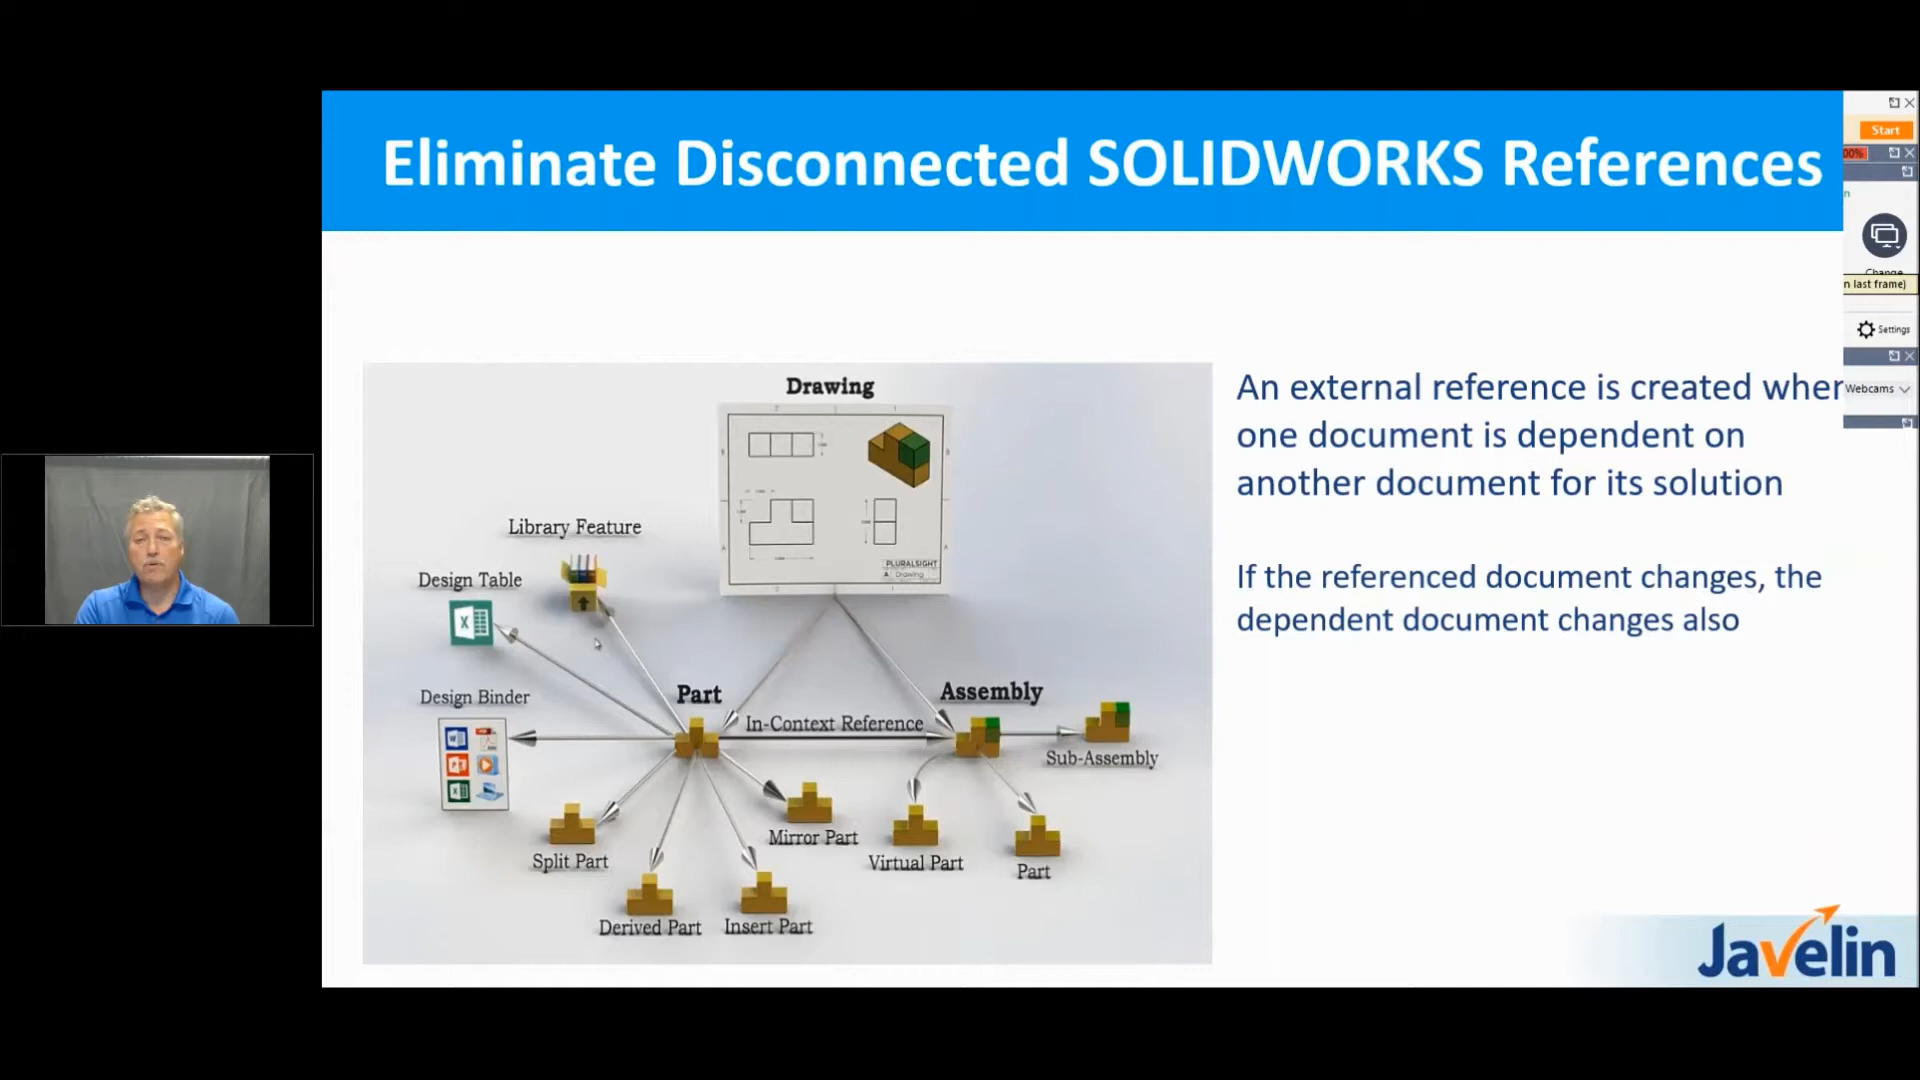 Eliminate Disconnected SOLIDWORKS References
Start
00%
n
Change
n last frame)
Settings
Webcams
An external reference is created when
one document is dependent on
another document for its solution
If the referenced document changes, the
dependent document changes also
Drawing
PLURALSIGHT
A Drawing
Library Feature
Design Table
Design Binder
Part
In-Context Reference
Assembly
Sub-Assembly
Split Part
Derived Part
Insert Part
Mirror Part
Virtual Part
Part
Javelin